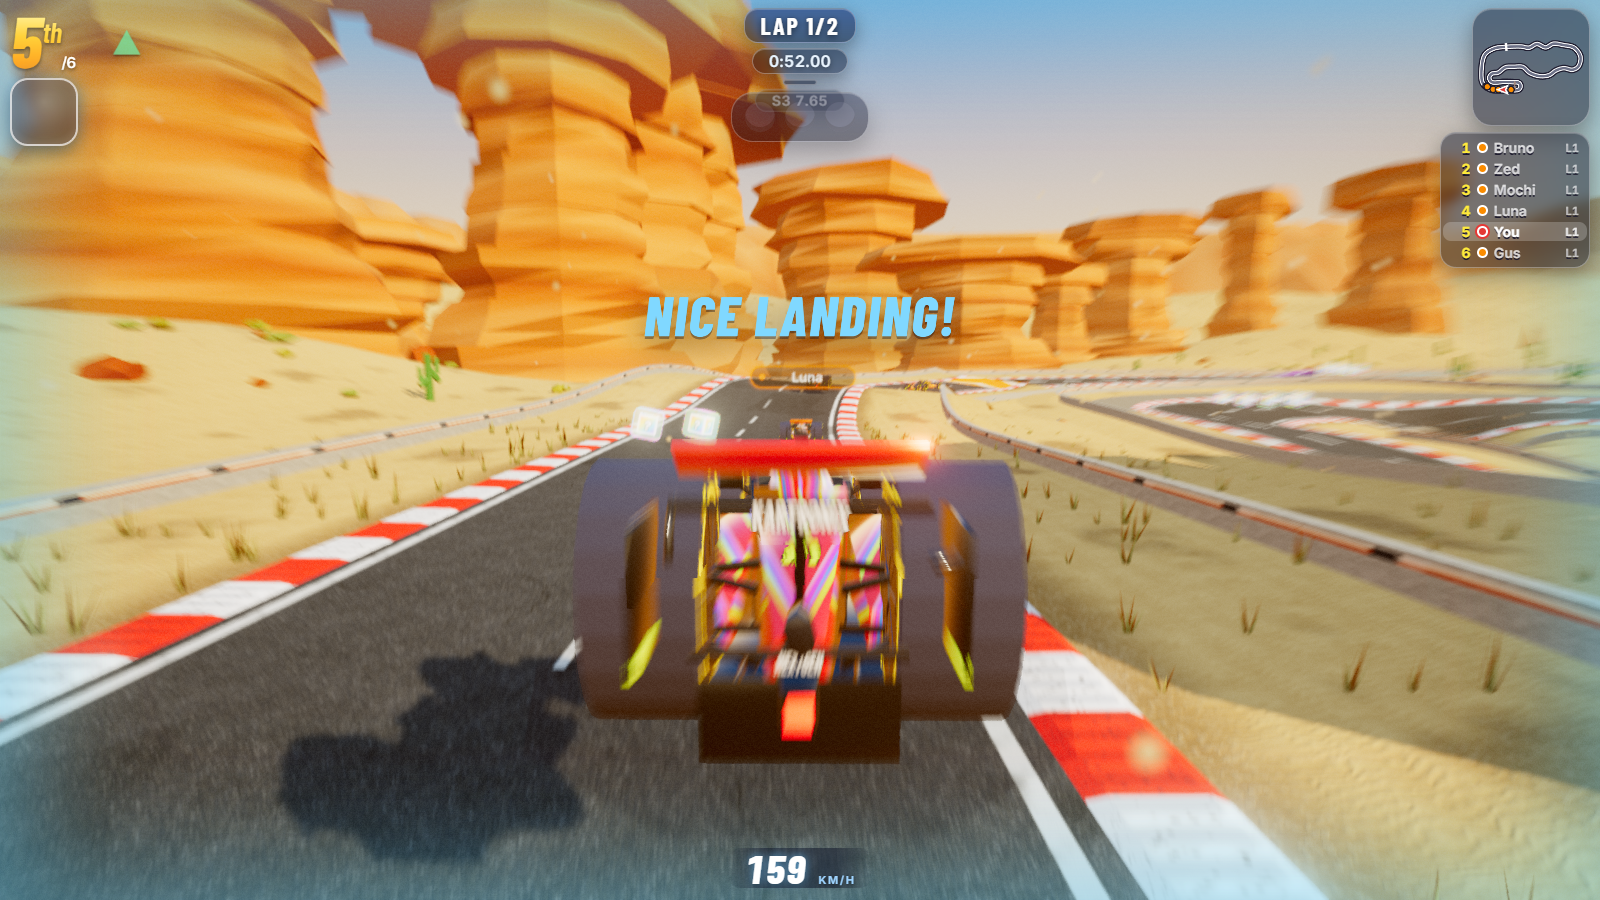 5th
/6
LAP 1/2
0:52.00
S3 7.65
1 Bruno L1
2 Zed L1
3 Mochi L1
4 Luna L1
5 You L1
6 Gus L1
NICE LANDING!
Luna
159 KM/H